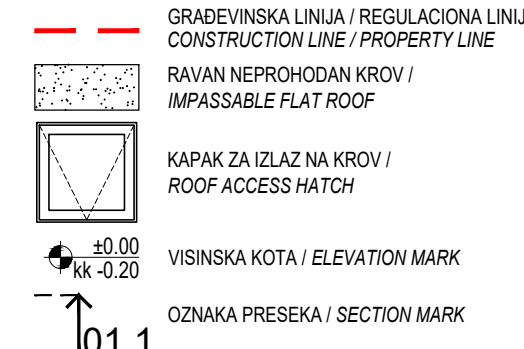 GRAĐEVINSKA LINIJA / REGULACIONA LINIJ
CONSTRUCTION LINE / PROPERTY LINE
RAVAN NEPROHODAN KROV /
IMPASSABLE FLAT ROOF
KAPAK ZA IZLAZ NA KROV /
ROOF ACCESS HATCH
±0.00
kk -0.20
VISINSKA KOTA / ELEVATION MARK
OZNAKA PRESEKA / SECTION MARK
01.1